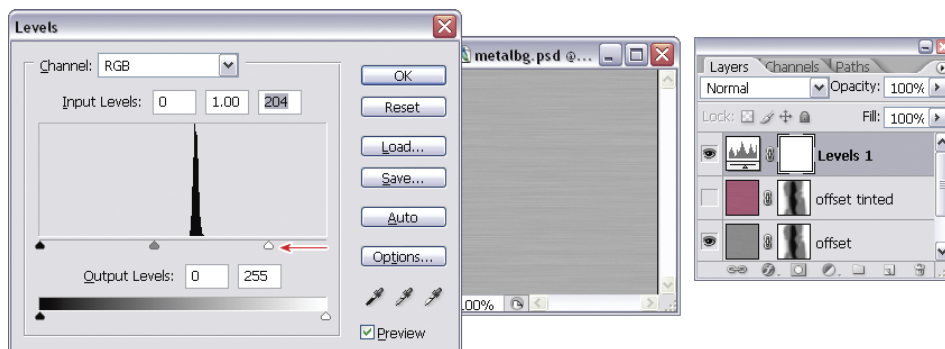 Levels
Channel: RGB
Input Levels: 0 1.00 204
Output Levels: 0 255
OK
Reset
Load...
Save...
Auto
Options...
Preview
metalbg.psd @...
100%
Layers Channels Paths
Normal Opacity: 100%
Lock: Fill: 100%
Levels 1
offset tinted
offset